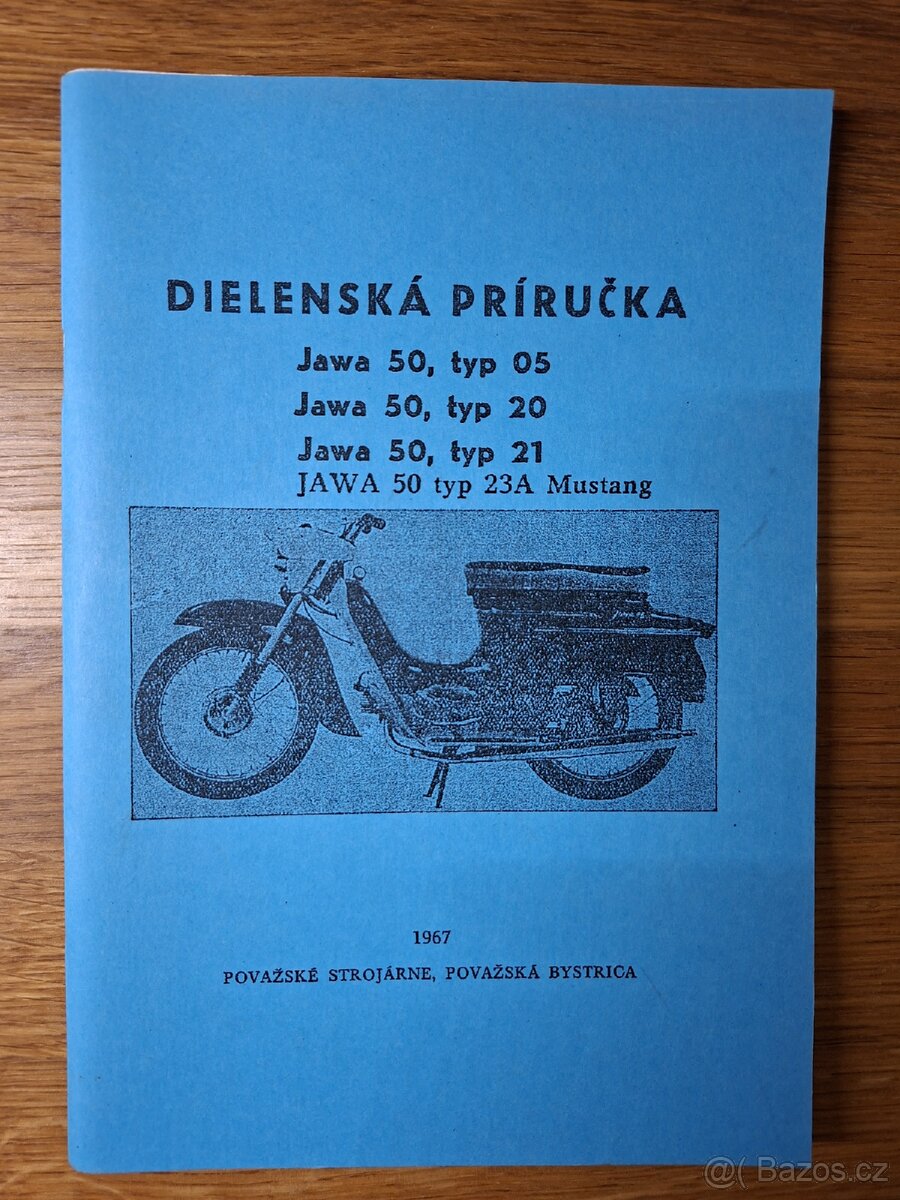 DIELENSKÁ PRÍRUČKA
Jawa 50, typ 05
Jawa 50, typ 20
Jawa 50, typ 21
JAWA 50 typ 23A Mustang
1967
POVAŽSKÉ STROJÁRNE, POVAŽSKÁ BYSTRICA
@( Bazos.cz